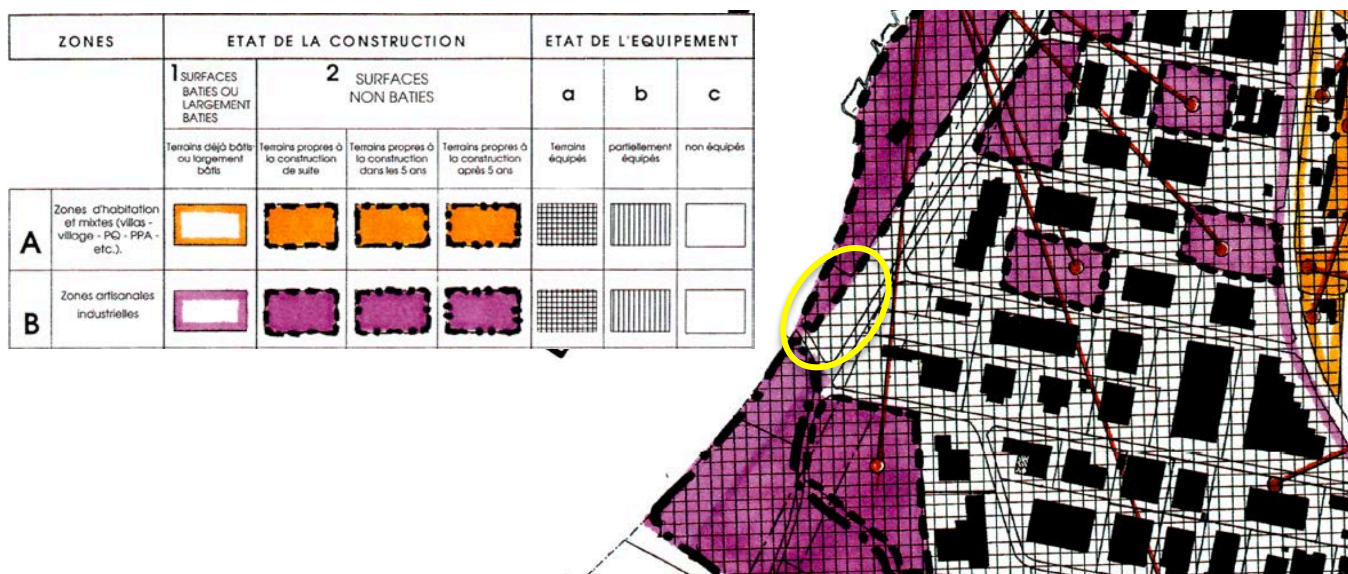 ZONES
ETAT DE LA CONSTRUCTION
ETAT DE L'EQUIPEMENT
1 SURFACES
BATIES OU
LARGEMENT
BATIES
2 SURFACES
NON BATIES
a
b
c
Terrains déjà bâtis
ou largement
bâtis
Terrains propres à
la construction
de suite
Terrains propres à
la construction
dans les 5 ans
Terrains propres à
la construction
après 5 ans
Terrains
équipés
partiellement
équipés
non équipés
A
Zones d'habitation
et mixtes (villas -
village - PQ - PPA -
etc.).
B
Zones artisanales
industrielles